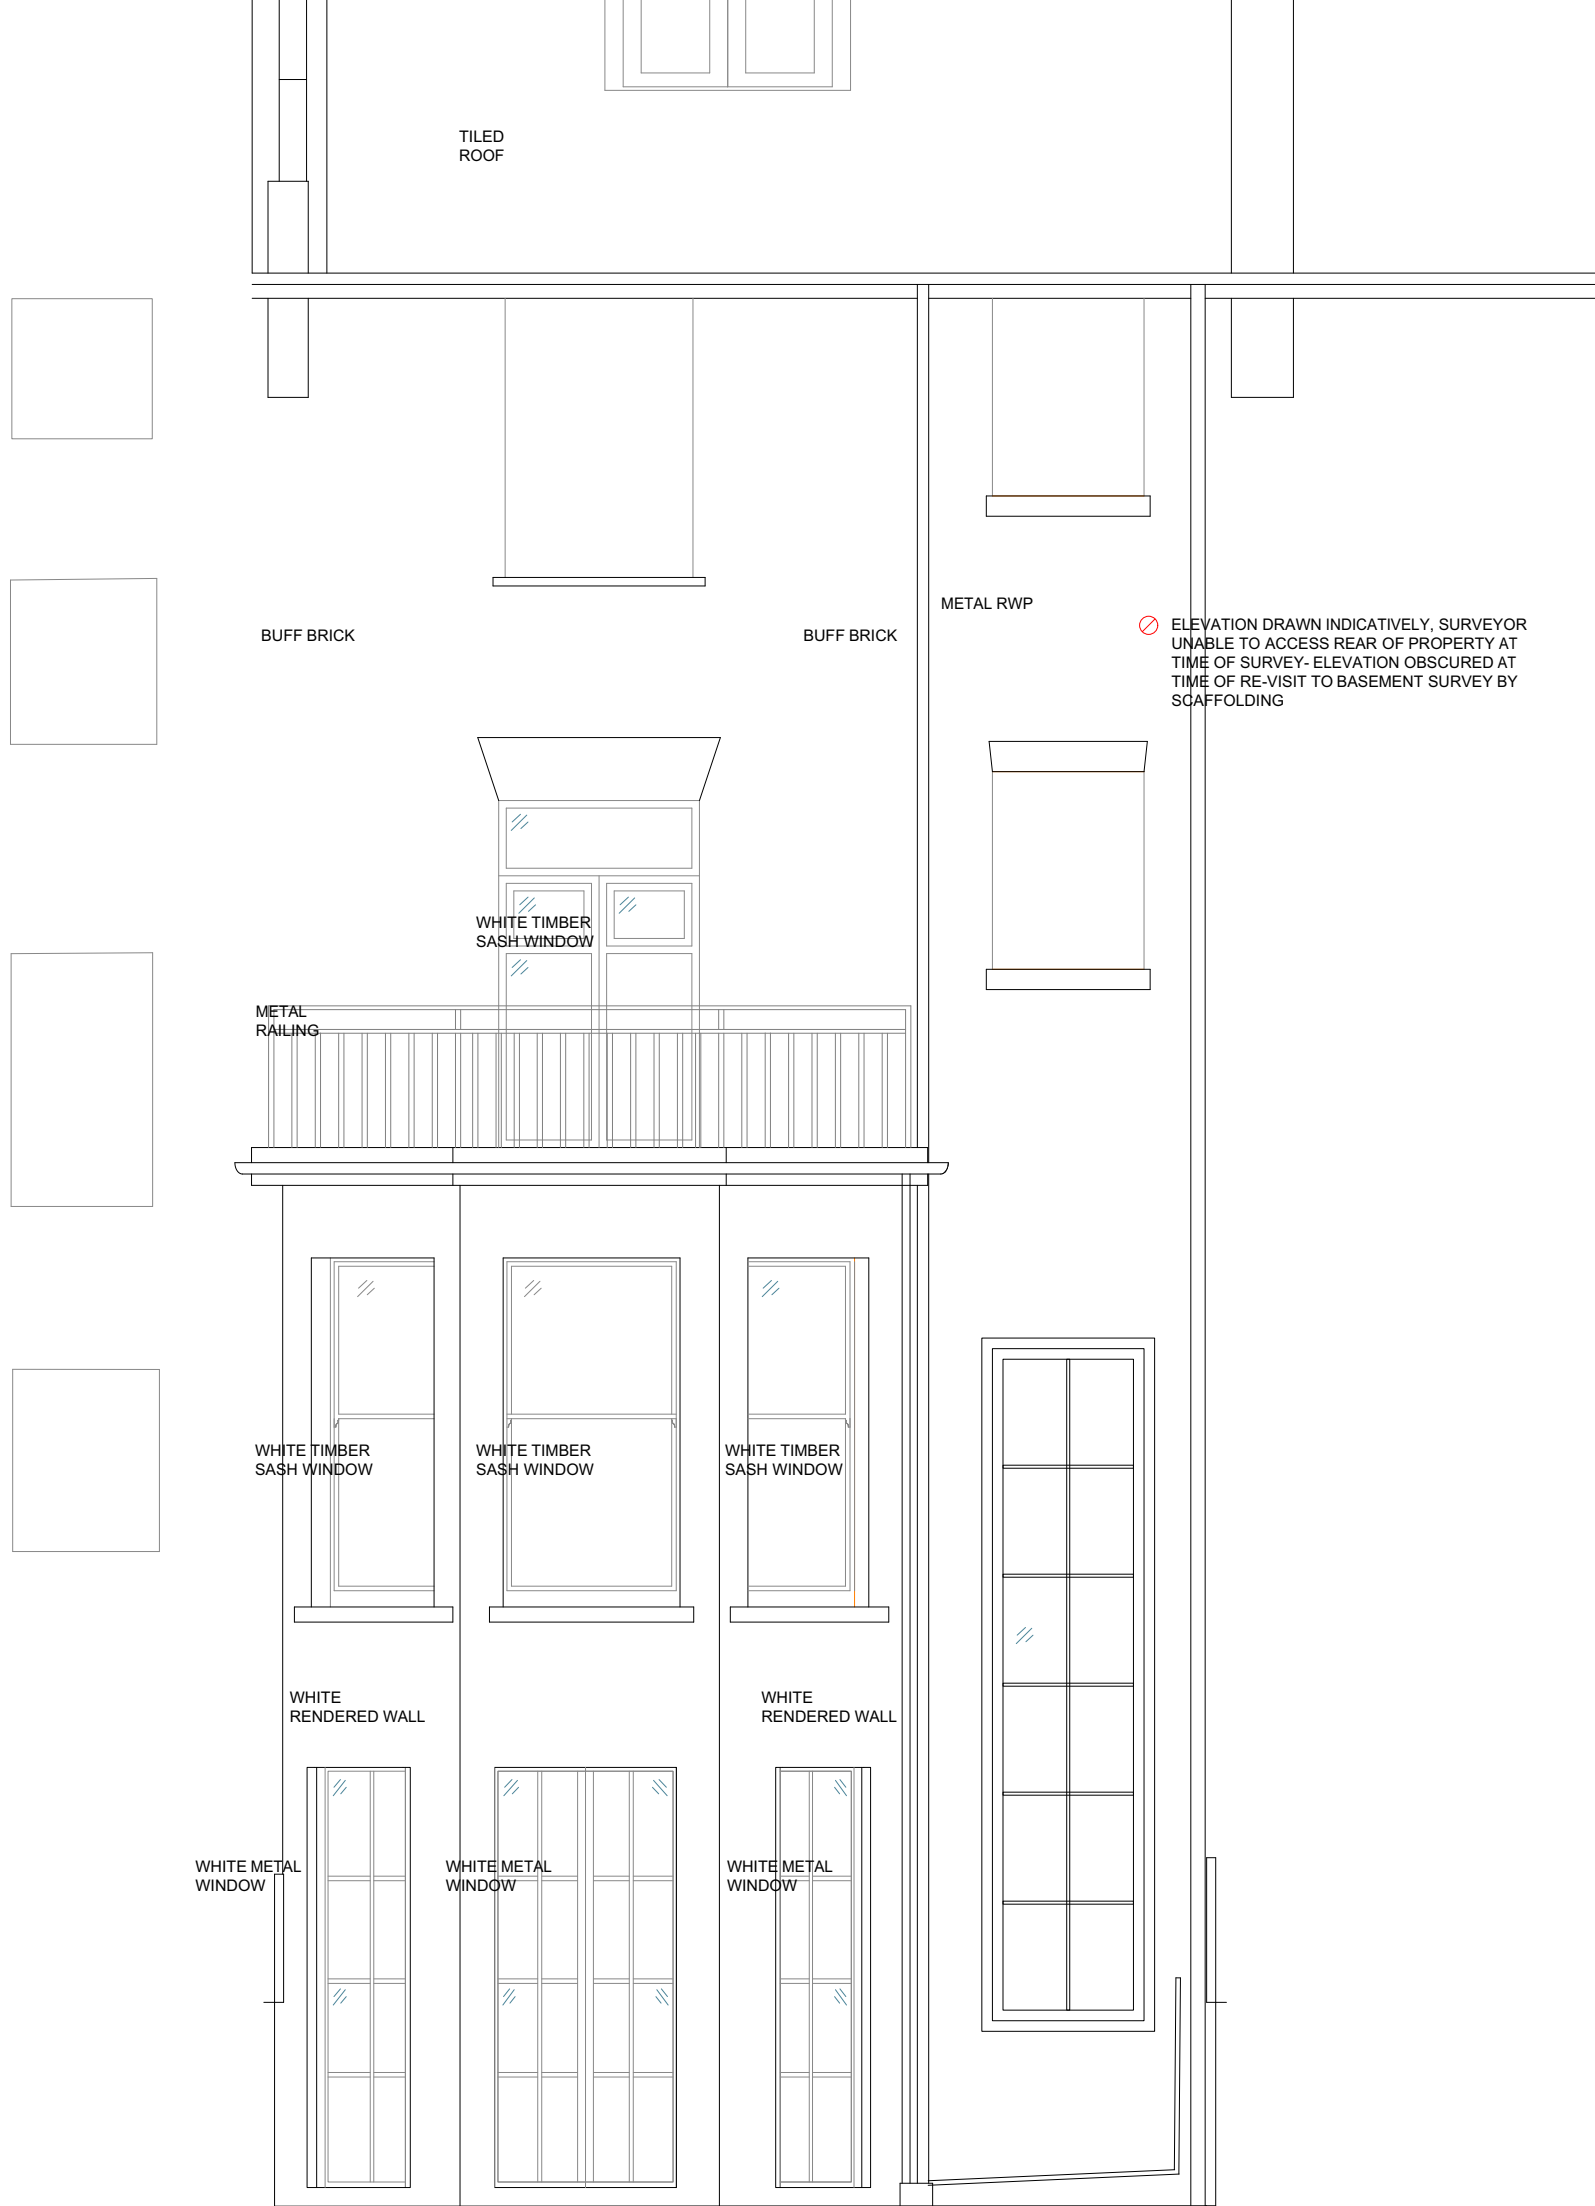 TILED
ROOF
METAL RWP
BUFF BRICK
BUFF BRICK
ELEVATION DRAWN INDICATIVELY, SURVEYOR
UNABLE TO ACCESS REAR OF PROPERTY AT
TIME OF SURVEY- ELEVATION OBSCURED AT
TIME OF RE-VISIT TO BASEMENT SURVEY BY
SCAFFOLDING
WHITE TIMBER
SASH WINDOW
METAL
RAILING
WHITE TIMBER
SASH WINDOW
WHITE TIMBER
SASH WINDOW
WHITE TIMBER
SASH WINDOW
WHITE
RENDERED WALL
WHITE
RENDERED WALL
WHITE METAL
WINDOW
WHITE METAL
WINDOW
WHITE METAL
WINDOW